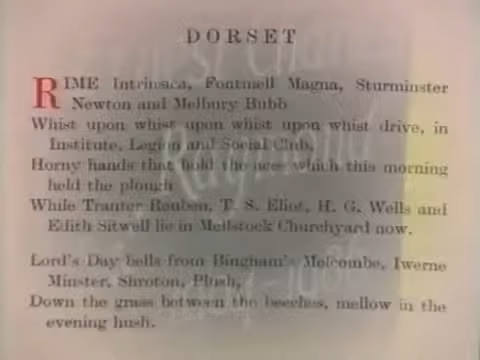 DORSET
RIME Intrinsica, Fontmell Magna, Sturminster
Newton and Melbury Bubb
Whist upon whist upon whist upon whist drive, in
Institute, Legion and Social Club,
Horny hands that hold the aces which this morning
held the plough
While Tranter Reuben, T. S. Eliot, H. G. Wells and
Edith Sitwell lie in Mellstock Churchyard now.
Lord's Day bells from Bingham's Melcombe, Iwerne
Minster, Shroton, Plush,
Down the grass between the beeches, mellow in the
evening hush.
Raymond